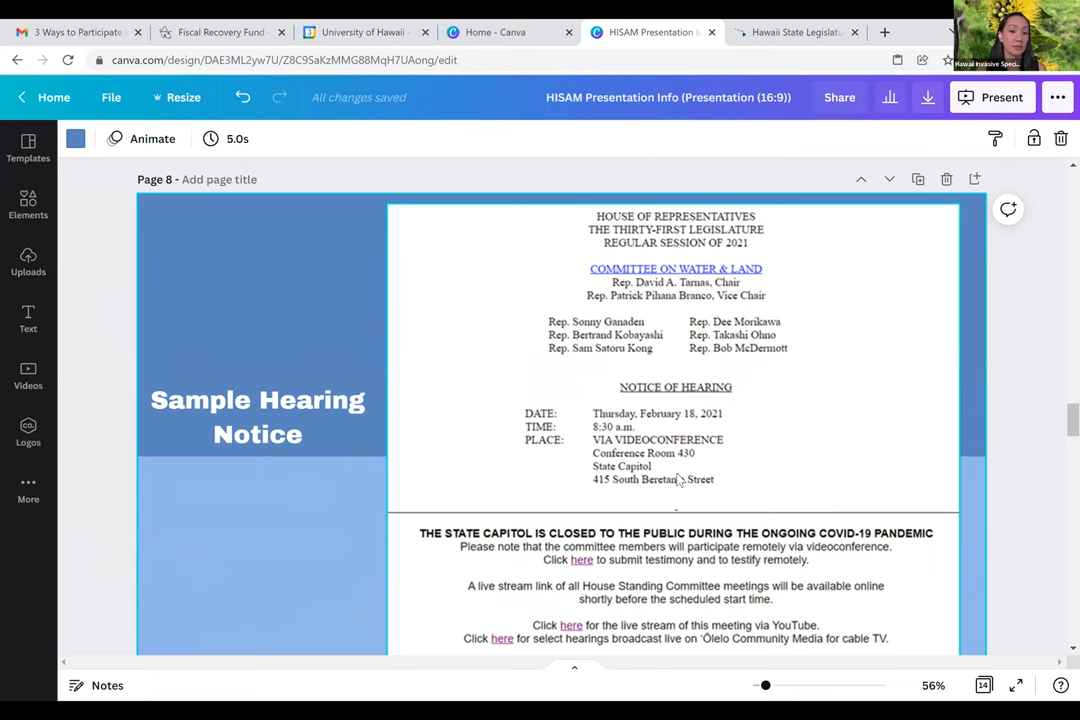 3 Ways to Participate
Fiscal Recovery Fund -
University of Hawaii -
Home - Canva
HISAM Presentation I
Hawaii State Legislat
canva.com/design/DAE3ML2yw7U/Z8C9SaKzMMG88MqH7UAong/edit
Hawaii Invasive Speci
Home
File
Resize
All changes saved
HISAM Presentation Info (Presentation (16:9))
Share
Present
Animate
5.0s
Templates
Elements
Uploads
Text
Videos
Logos
More
Page 8 - Add page title
Sample Hearing
Notice
HOUSE OF REPRESENTATIVES
THE THIRTY-FIRST LEGISLATURE
REGULAR SESSION OF 2021
COMMITTEE ON WATER & LAND
Rep. David A. Tarnas, Chair
Rep. Patrick Pihana Branco, Vice Chair
Rep. Sonny Ganaden Rep. Dee Morikawa
Rep. Bertrand Kobayashi Rep. Takashi Ohno
Rep. Sam Satoru Kong Rep. Bob McDermott
NOTICE OF HEARING
DATE: Thursday, February 18, 2021
TIME: 8:30 a.m.
PLACE: VIA VIDEOCONFERENCE
Conference Room 430
State Capitol
415 South Beretania Street
THE STATE CAPITOL IS CLOSED TO THE PUBLIC DURING THE ONGOING COVID-19 PANDEMIC
Please note that the committee members will participate remotely via videoconference.
Click here to submit testimony and to testify remotely.
A live stream link of all House Standing Committee meetings will be available online
shortly before the scheduled start time.
Click here for the live stream of this meeting via YouTube.
Click here for select hearings broadcast live on ʻŌlelo Community Media for cable TV.
Notes
56%
14